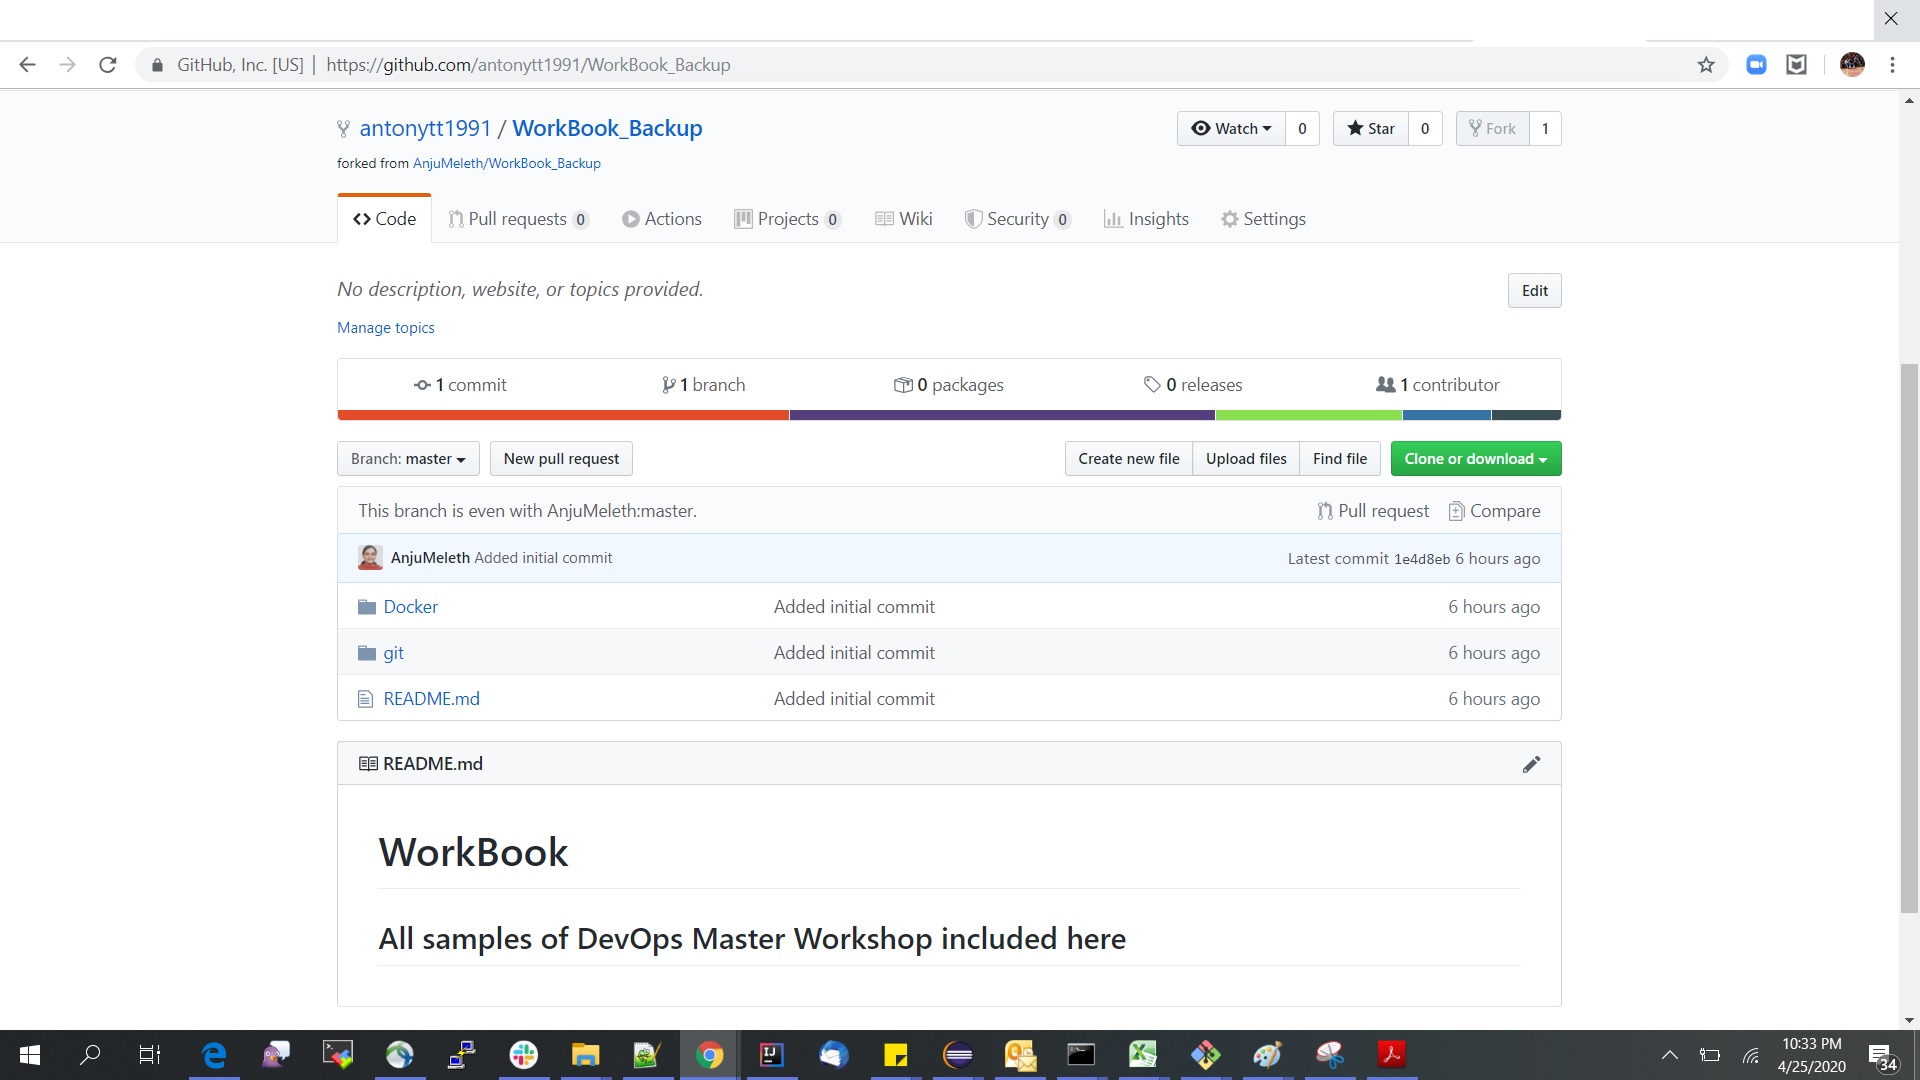 GitHub, Inc. [US] | https://github.com/antonytt1991/WorkBook_Backup
antonytt1991 / WorkBook_Backup
Watch 0 Star 0 Fork 1
forked from AnjuMeleth/WorkBook_Backup
Code Pull requests 0 Actions Projects 0 Wiki Security 0 Insights Settings
No description, website, or topics provided. Edit
Manage topics
1 commit 1 branch 0 packages 0 releases 1 contributor
Branch: master New pull request Create new file Upload files Find file Clone or download
This branch is even with AnjuMeleth:master. Pull request Compare
AnjuMeleth Added initial commit Latest commit 1e4d8eb 6 hours ago
Docker Added initial commit 6 hours ago
git Added initial commit 6 hours ago
README.md Added initial commit 6 hours ago
README.md
WorkBook
All samples of DevOps Master Workshop included here
10:33 PM
4/25/2020
34